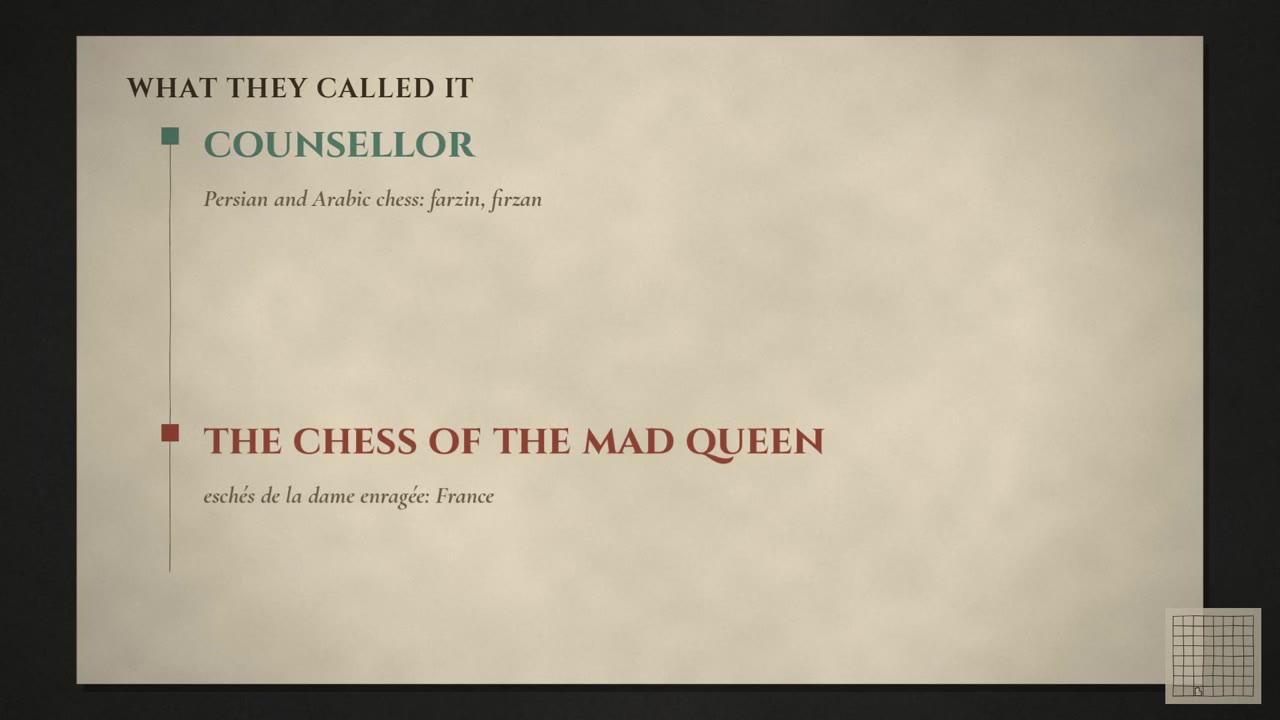 WHAT THEY CALLED IT
COUNSELLOR
Persian and Arabic chess: farzin, firzan
THE CHESS OF THE MAD QUEEN
eschés de la dame enragée: France